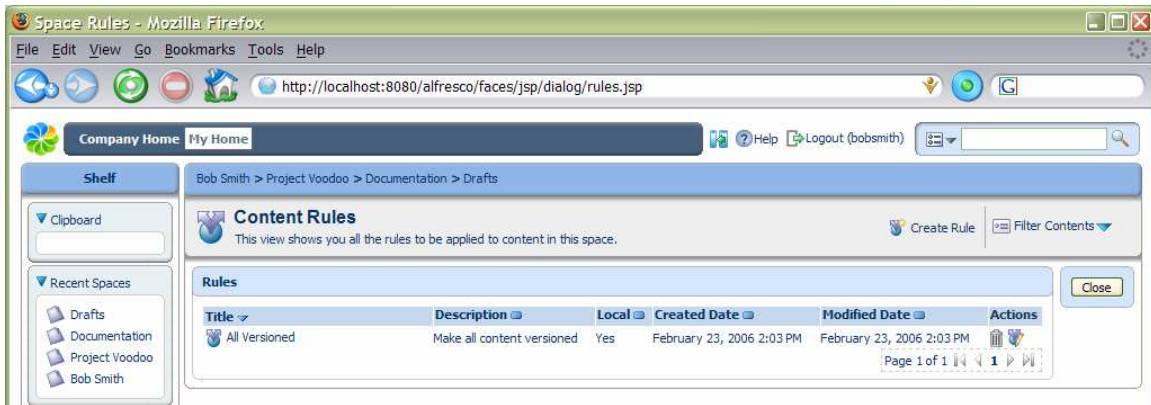 Space Rules - Mozilla Firefox
File Edit View Go Bookmarks Tools Help
http://localhost:8080/alfresco/faces/jsp/dialog/rules.jsp
G
Company Home My Home
Help Logout (bobsmith)
Shelf
Bob Smith > Project Voodoo > Documentation > Drafts
Clipboard
Content Rules
This view shows you all the rules to be applied to content in this space.
Create Rule Filter Contents
Recent Spaces
Drafts
Documentation
Project Voodoo
Bob Smith
Rules
Close
Title Description Local Created Date Modified Date Actions
All Versioned Make all content versioned Yes February 23, 2006 2:03 PM February 23, 2006 2:03 PM
Page 1 of 1 1